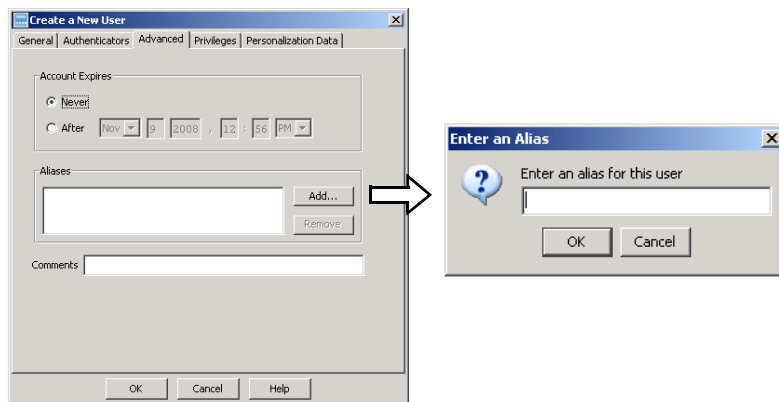 Create a New User
General Authenticators Advanced Privileges Personalization Data
Account Expires
Never
After Nov 9 2008 , 12 : 56 PM
Aliases
Add...
Remove
Comments
OK Cancel Help
Enter an Alias
Enter an alias for this user
OK Cancel